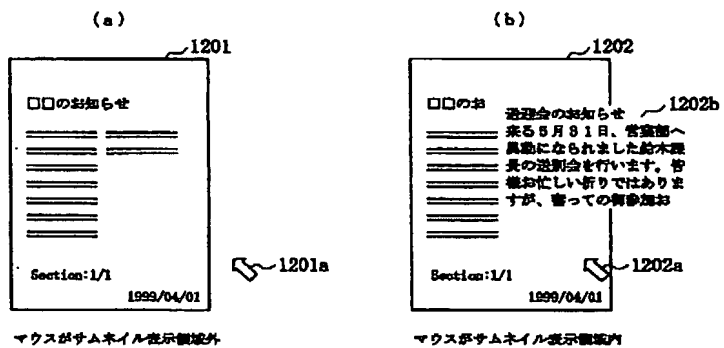 (a)
1201
□□のお知らせ
Section:1/1
1999/04/01
1201a
マウスがサムネイル表示領域外
(b)
1202
□□のお
送迎会のお知らせ
1202b
来る5月31日、営業部へ
異動になられました鈴木課
長の送別会を行います。皆
様お忙しい折りではありま
すが、奮っての御参加お
Section:1/1
1999/04/01
1202a
マウスがサムネイル表示領域内